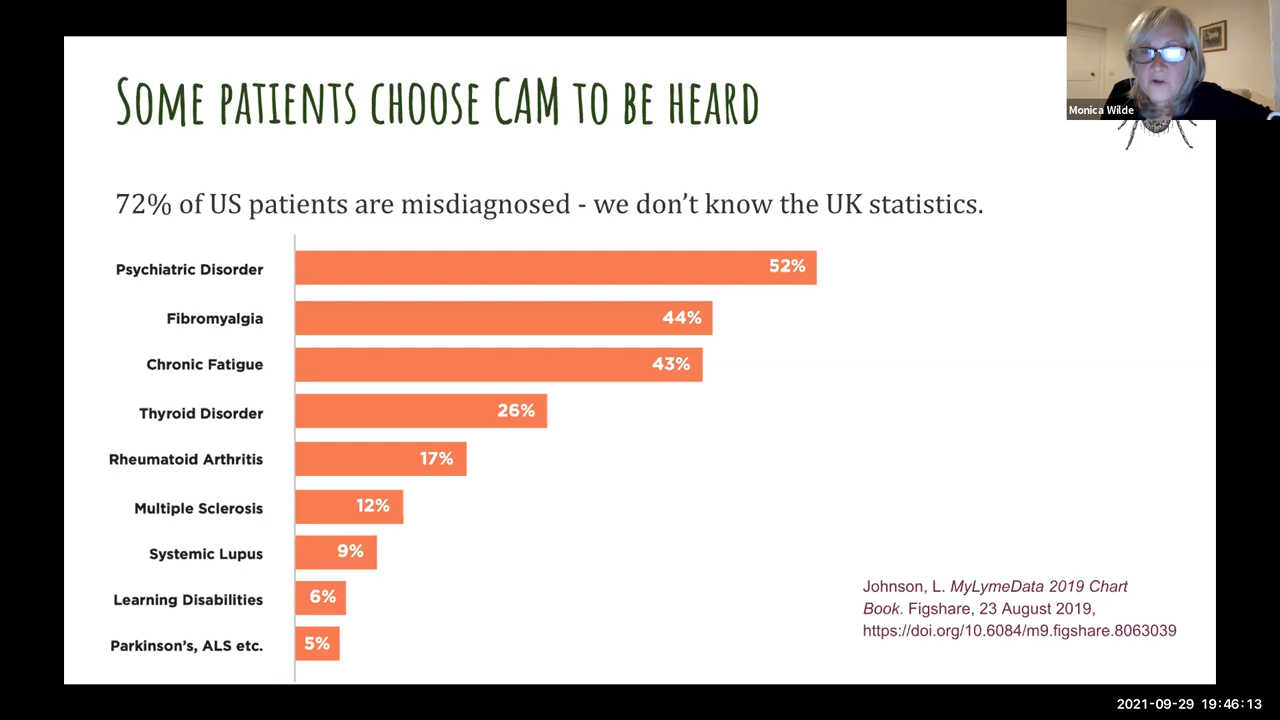 SOME PATIENTS CHOOSE CAM TO BE HEARD
Monica Wilde
72% of US patients are misdiagnosed - we don't know the UK statistics.
Psychiatric Disorder 52%
Fibromyalgia 44%
Chronic Fatigue 43%
Thyroid Disorder 26%
Rheumatoid Arthritis 17%
Multiple Sclerosis 12%
Systemic Lupus 9%
Learning Disabilities 6%
Parkinson's, ALS etc. 5%
Johnson, L. MyLymeData 2019 Chart
Book. Figshare, 23 August 2019,
https://doi.org/10.6084/m9.figshare.8063039
2021-09-29 19:46:13